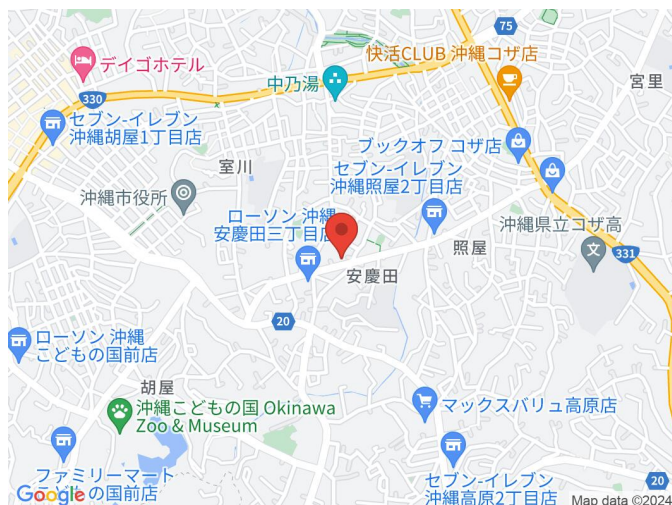 75
快活CLUB 沖縄コザ店
宮里
デイゴホテル
中乃湯
330
セブン-イレブン
沖縄胡屋1丁目店
ブックオフ コザ店
室川
セブン-イレブン
沖縄照屋2丁目店
沖縄市役所
ローソン 沖縄
安慶田三丁目店
照屋
沖縄県立コザ高
文
331
安慶田
20
ローソン 沖縄
こどもの国前店
胡屋
沖縄こどもの国 Okinawa
Zoo & Museum
マックスバリュ高原店
ファミリーマート
こどもの国前店
セブン-イレブン
沖縄高原2丁目店
20
Google
Map data ©2024